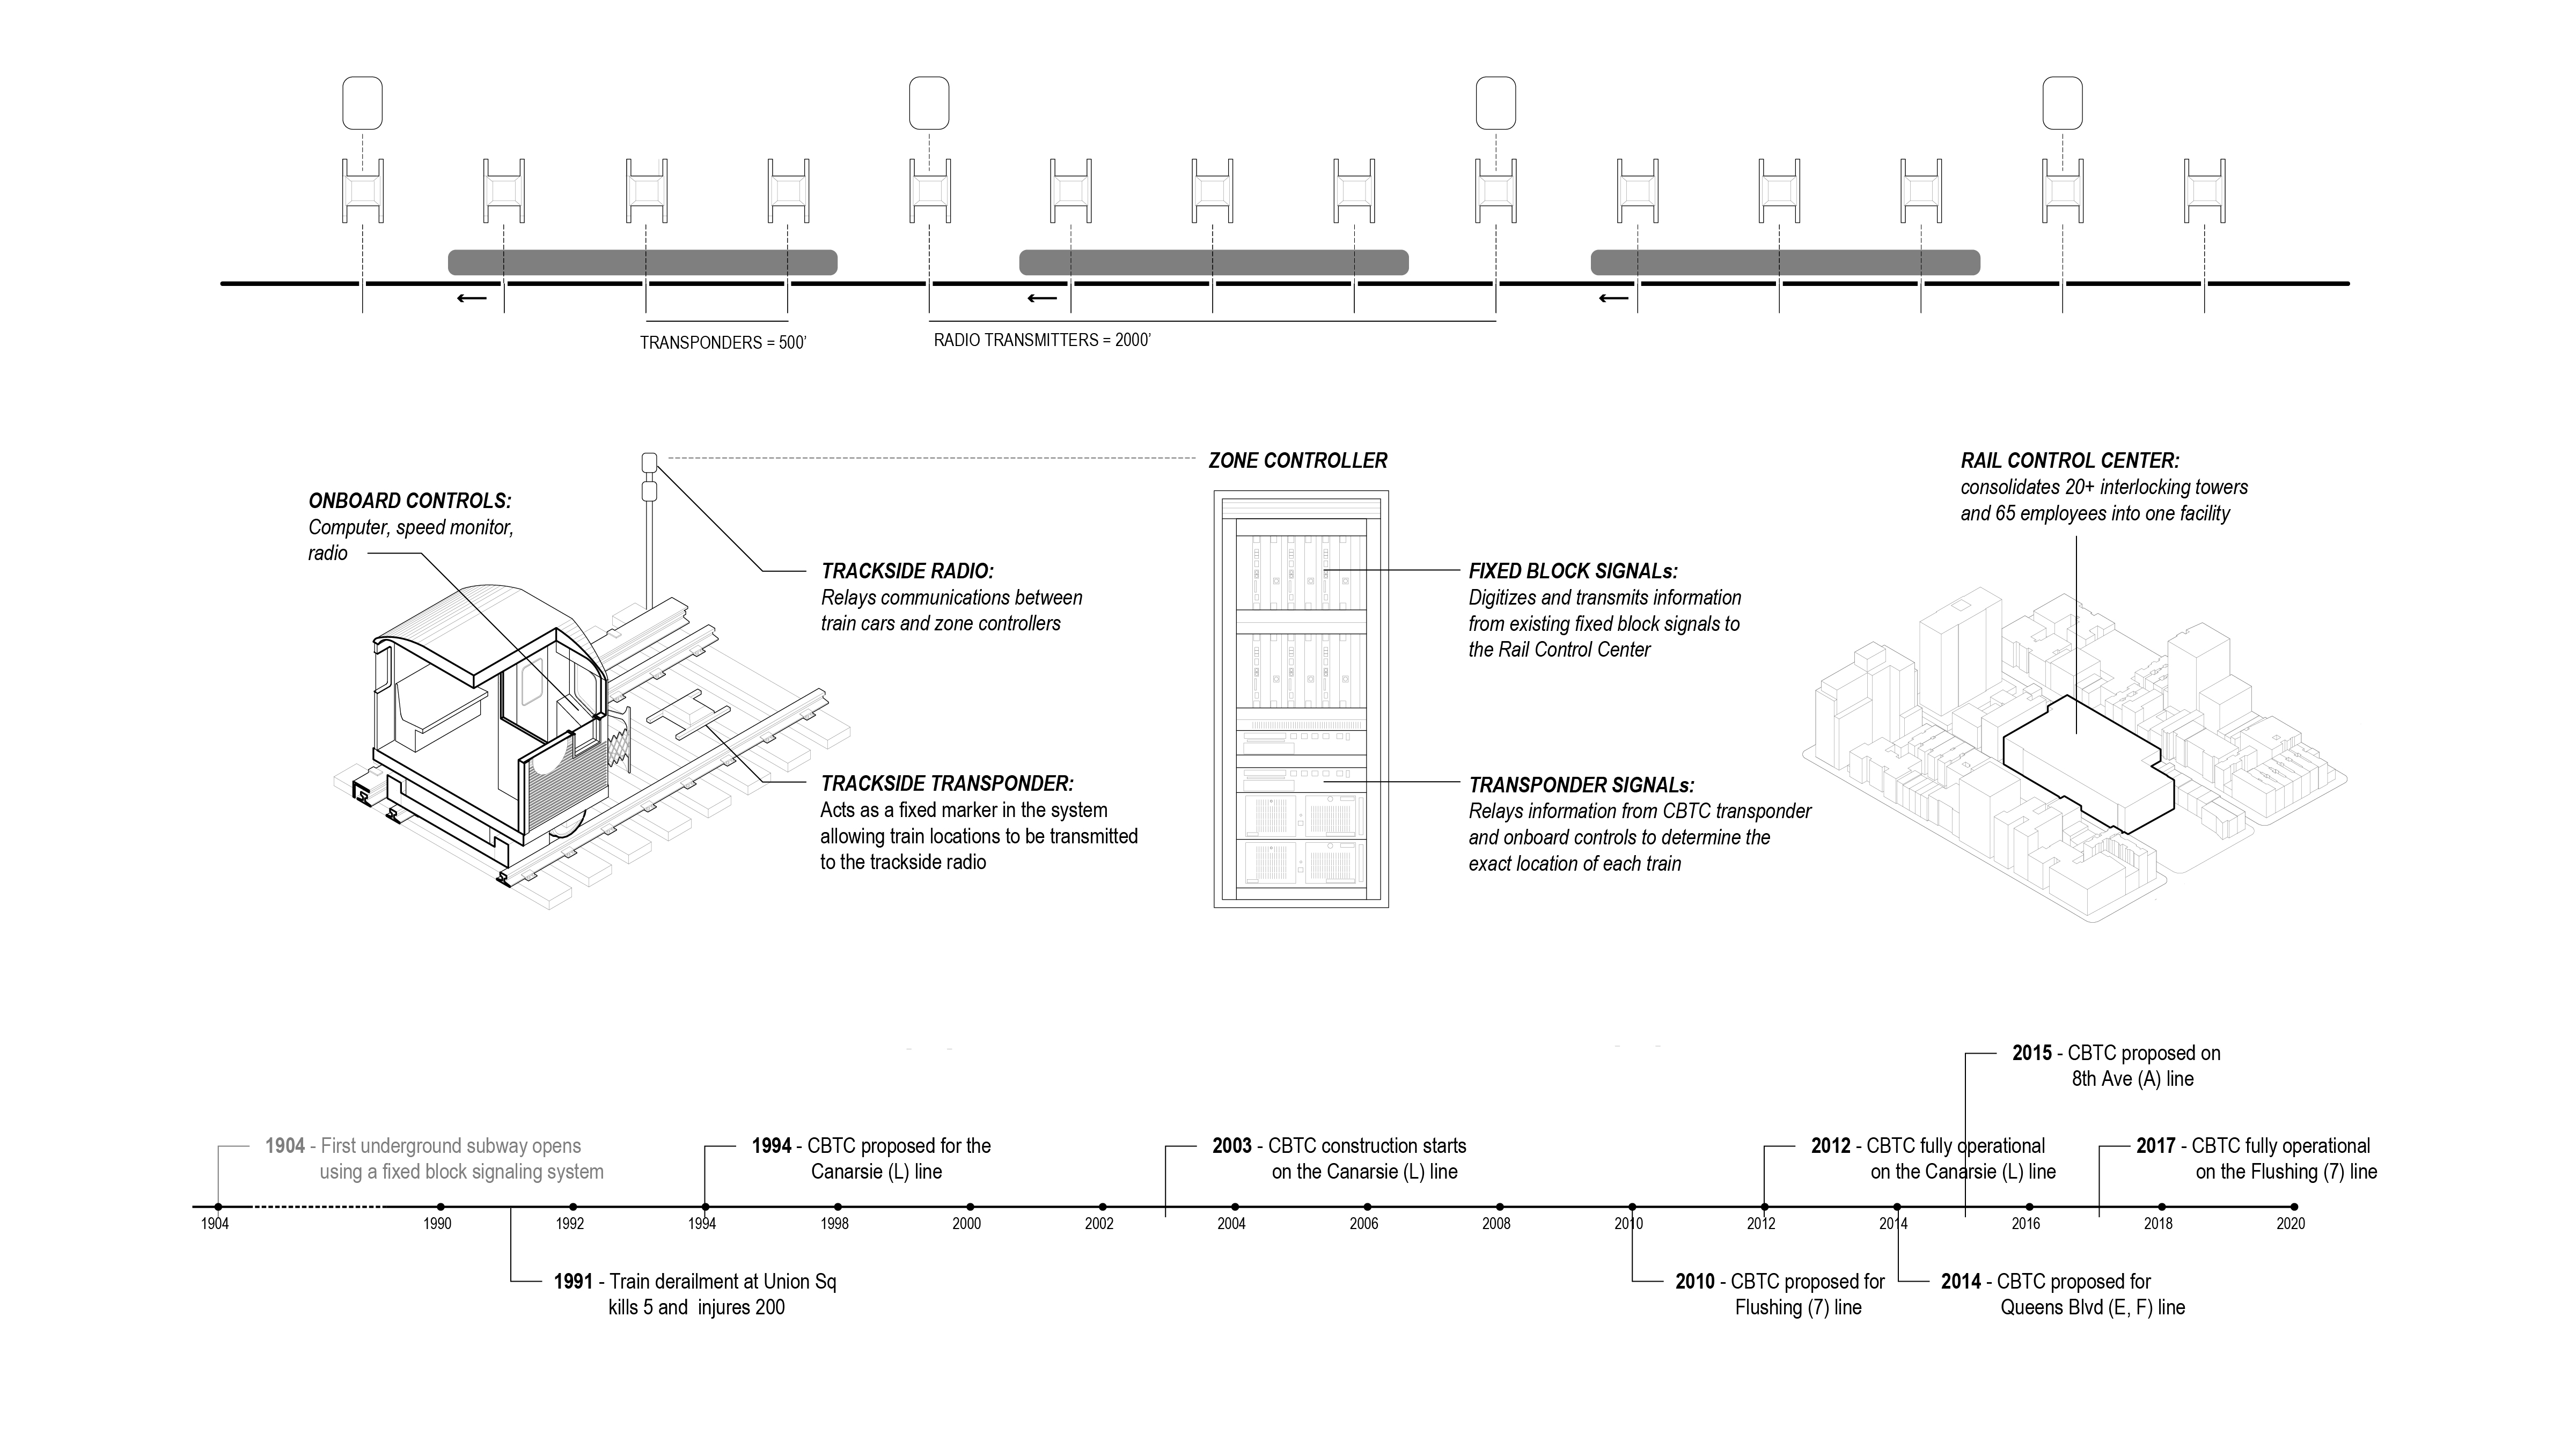 TRANSPONDERS = 500’
RADIO TRANSMITTERS = 2000’
ONBOARD CONTROLS:
Computer, speed monitor,
radio
TRACKSIDE RADIO:
Relays communications between
train cars and zone controllers
TRACKSIDE TRANSPONDER:
Acts as a fixed marker in the system
allowing train locations to be transmitted
to the trackside radio
ZONE CONTROLLER
FIXED BLOCK SIGNALs:
Digitizes and transmits information
from existing fixed block signals to
the Rail Control Center
TRANSPONDER SIGNALs:
Relays information from CBTC transponder
and onboard controls to determine the
exact location of each train
RAIL CONTROL CENTER:
consolidates 20+ interlocking towers
and 65 employees into one facility
2015 - CBTC proposed on
8th Ave (A) line
1904 - First underground subway opens
using a fixed block signaling system
1994 - CBTC proposed for the
Canarsie (L) line
2003 - CBTC construction starts
on the Canarsie (L) line
2012 - CBTC fully operational
on the Canarsie (L) line
2017 - CBTC fully operational
on the Flushing (7) line
1904 1990 1992 1994 1998 2000 2002 2004 2006 2008 2010 2012 2014 2016 2018 2020
1991 - Train derailment at Union Sq
kills 5 and  injures 200
2010 - CBTC proposed for
Flushing (7) line
2014 - CBTC proposed for
Queens Blvd (E, F) line